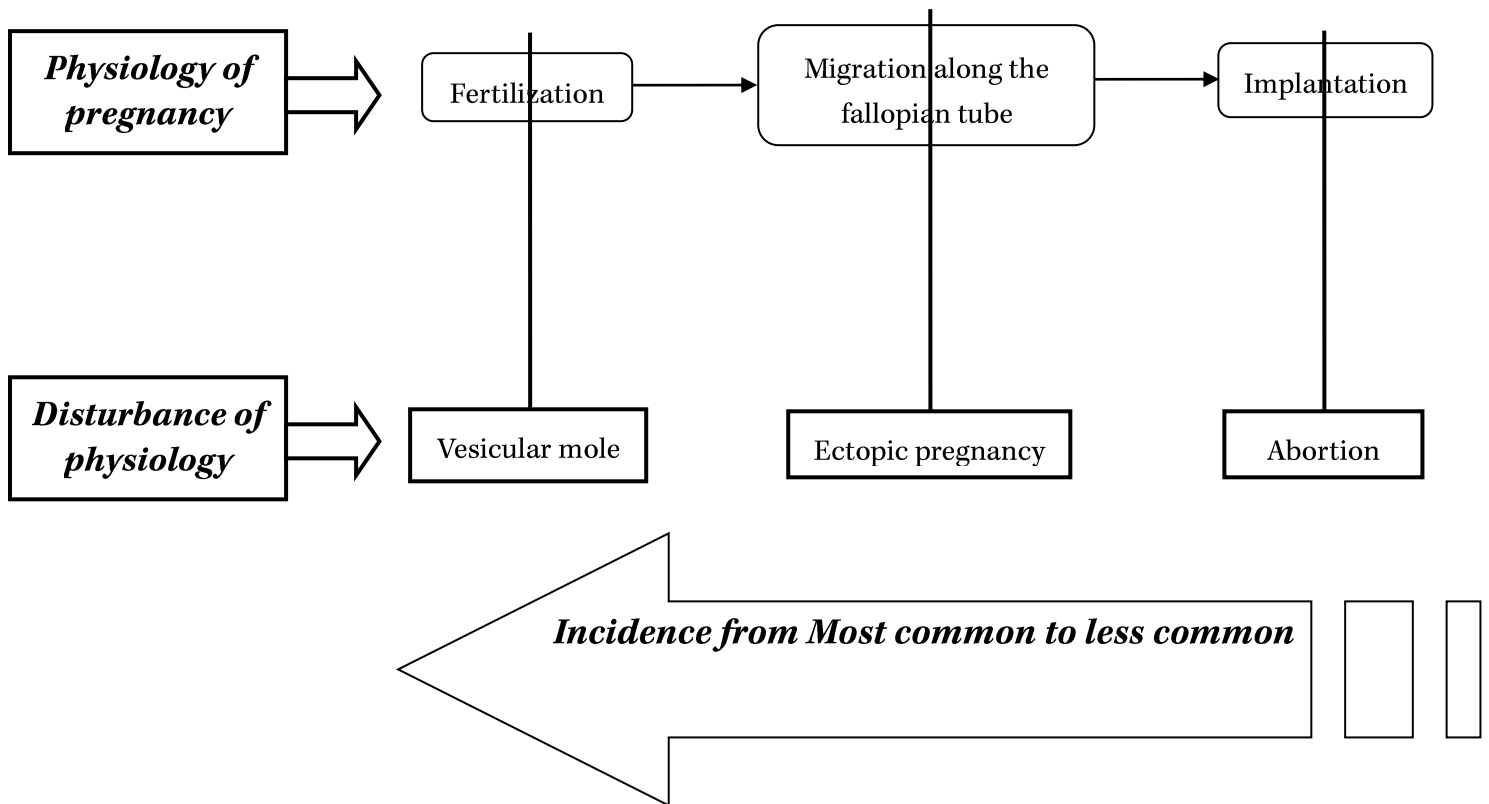 Physiology of
pregnancy
Fertilization
Migration along the
fallopian tube
Implantation
Disturbance of
physiology
Vesicular mole
Ectopic pregnancy
Abortion
Incidence from Most common to less common